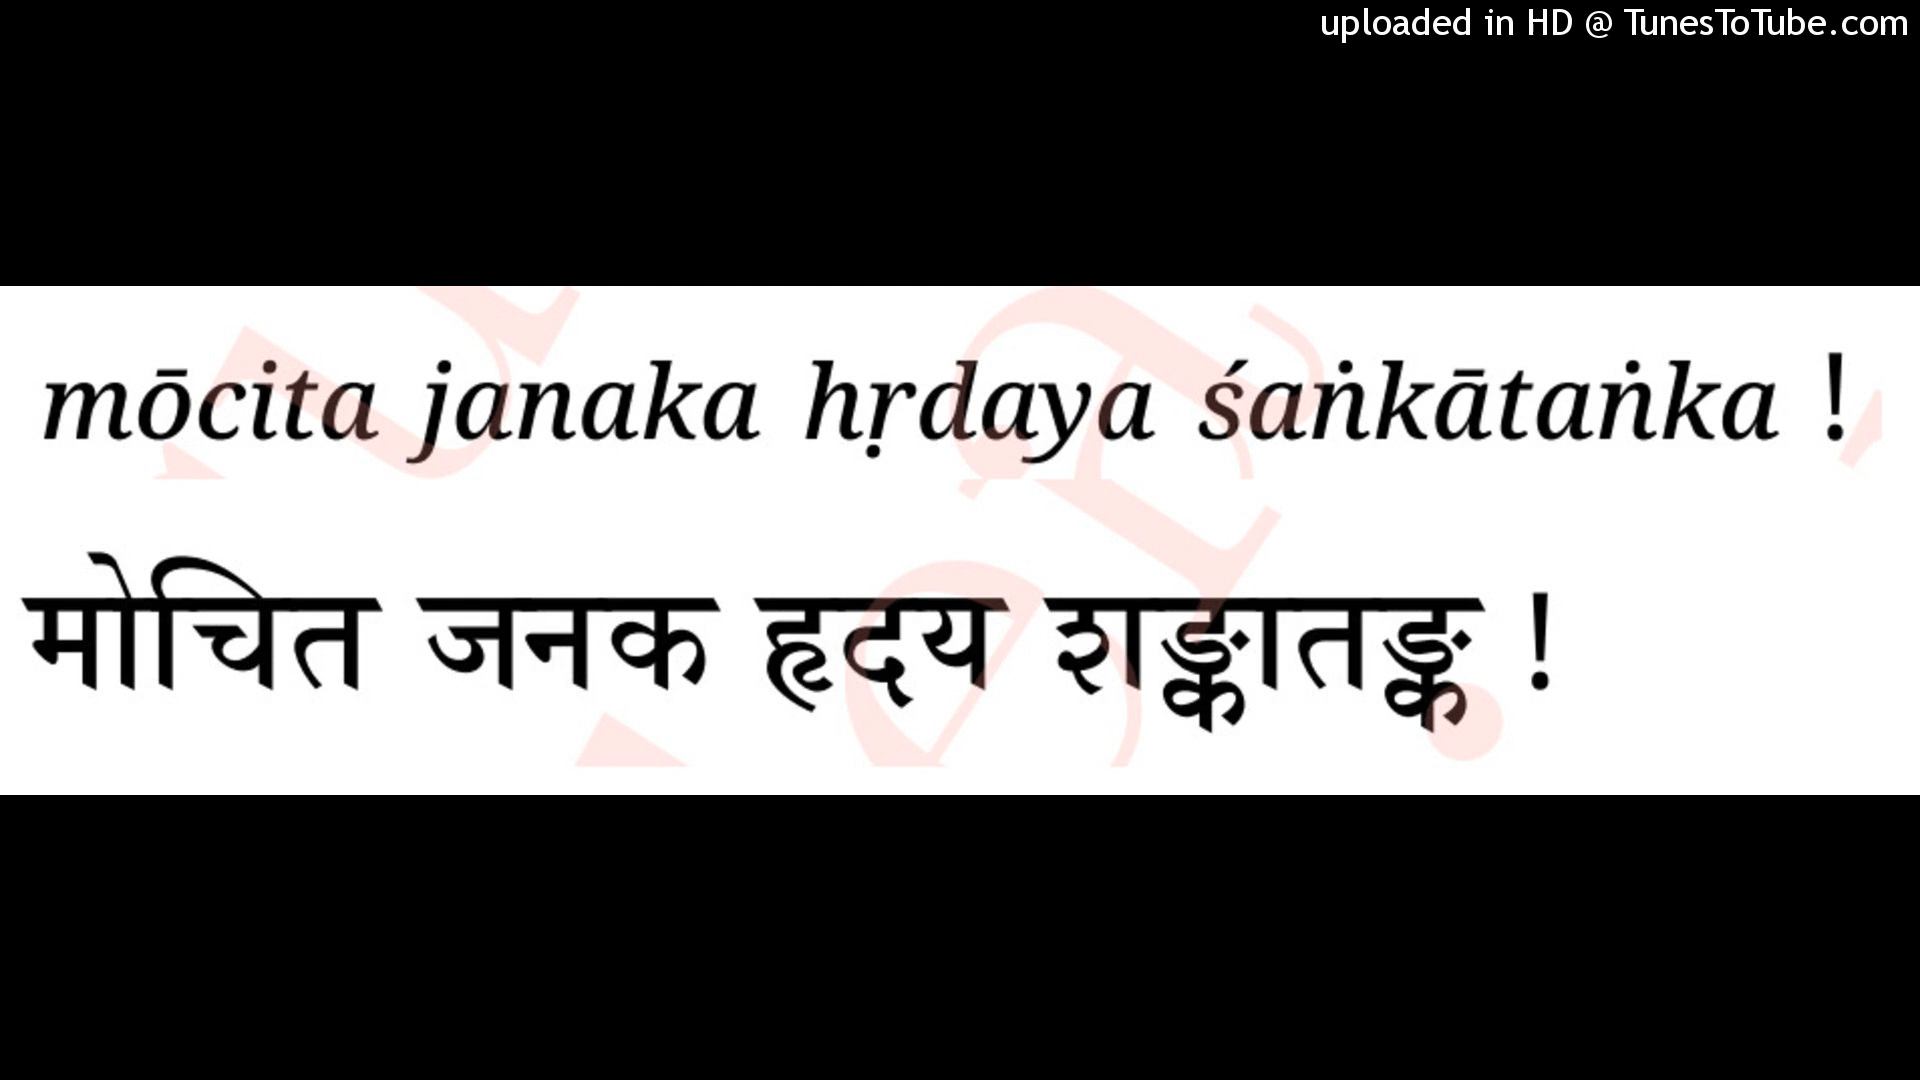 uploaded in HD @ TunesToTube.com
mōcita janaka hṛdaya śaṅkātaṅka !
मोचित जनक हृदय शङ्कातङ्क !